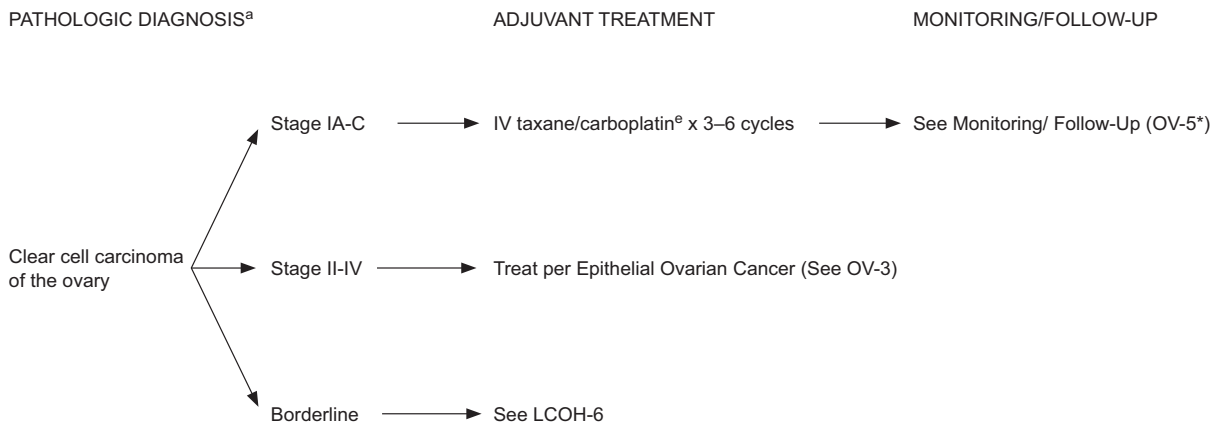 PATHOLOGIC DIAGNOSISᵃ
ADJUVANT TREATMENT
MONITORING/FOLLOW-UP
Stage IA-C
IV taxane/carboplatinᵉ x 3–6 cycles
See Monitoring/ Follow-Up (OV-5*)
Clear cell carcinoma
of the ovary
Stage II-IV
Treat per Epithelial Ovarian Cancer (See OV-3)
Borderline
See LCOH-6